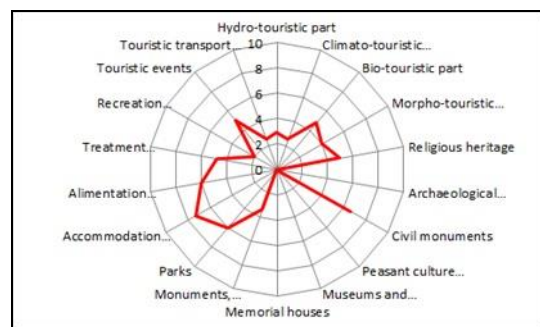 Hydro-touristic part
Touristic transport...
Climato-touristic...
Touristic events
Bio-touristic part
Recreation...
Morpho-touristic...
Treatment...
Religious heritage
Alimentation...
Archaeological...
Accommodation...
Civil monuments
Parks
Peasant culture...
Monuments,...
Museums and...
Memorial houses
10
8
6
4
2
0